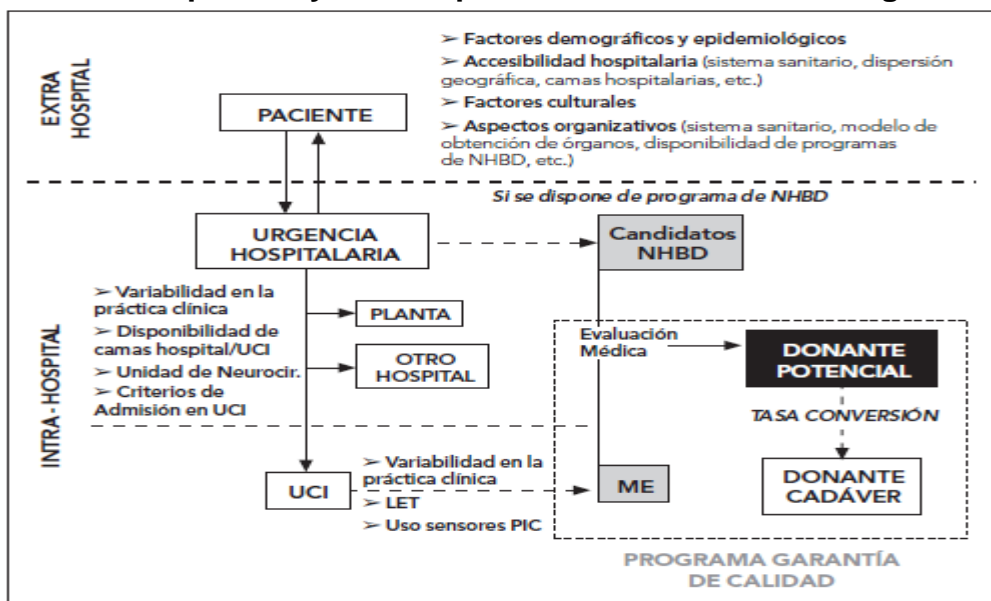 EXTRA
HOSPITAL
PACIENTE
➢ Factores demográficos y epidemiológicos
➢ Accesibilidad hospitalaria (sistema sanitario, dispersión
geográfica, camas hospitalarias, etc.)
➢ Factores culturales
➢ Aspectos organizativos (sistema sanitario, modelo de
obtención de órganos, disponibilidad de programas
de NHBD, etc.)
Si se dispone de programa de NHBD
INTRA - HOSPITAL
URGENCIA
HOSPITALARIA
Candidatos
NHBD
➢ Variabilidad en la
práctica clínica
➢ Disponibilidad de
camas hospital/UCI
➢ Unidad de Neurocir.
➢ Criterios de
Admisión en UCI
PLANTA
OTRO
HOSPITAL
Evaluación
Médica
DONANTE
POTENCIAL
TASA CONVERSIÓN
UCI
➢ Variabilidad en la
práctica clínica
➢ LET
➢ Uso sensores PIC
ME
DONANTE
CADÁVER
PROGRAMA GARANTÍA
DE CALIDAD